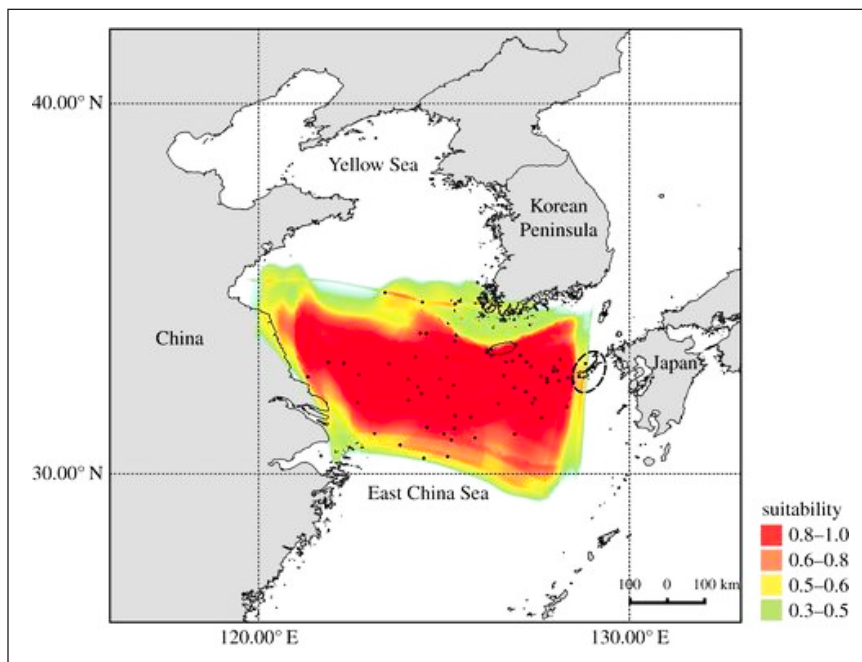 40.00° N
Yellow Sea
Korean
Peninsula
China
Japan
30.00° N
East China Sea
suitability
0.8–1.0
0.6–0.8
0.5–0.6
0.3–0.5
100 0 100 km
120.00° E
130.00° E